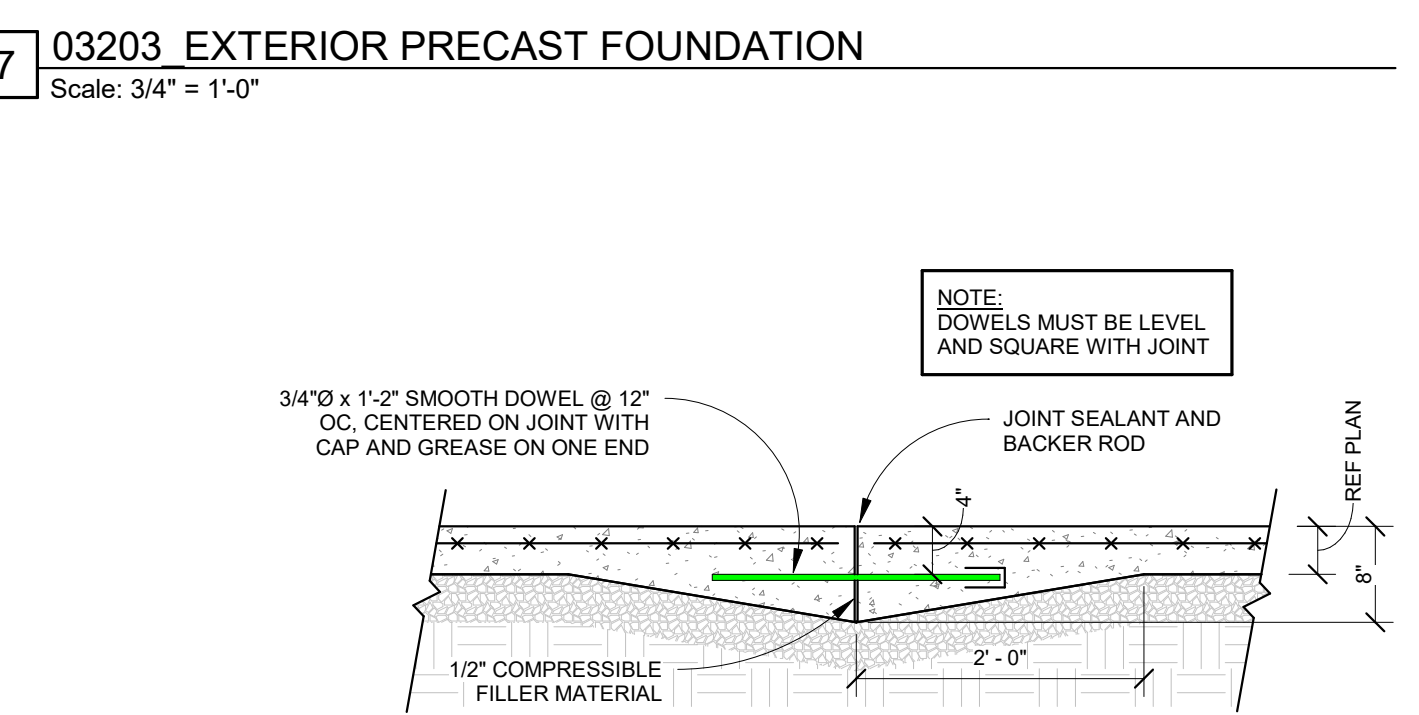 7
03203_EXTERIOR PRECAST FOUNDATION
Scale: 3/4" = 1'-0"
NOTE:
DOWELS MUST BE LEVEL
AND SQUARE WITH JOINT
3/4"Ø x 1'-2" SMOOTH DOWEL @ 12"
OC, CENTERED ON JOINT WITH
CAP AND GREASE ON ONE END
JOINT SEALANT AND
BACKER ROD
REF PLAN
4"
8"
2' - 0"
1/2" COMPRESSIBLE
FILLER MATERIAL